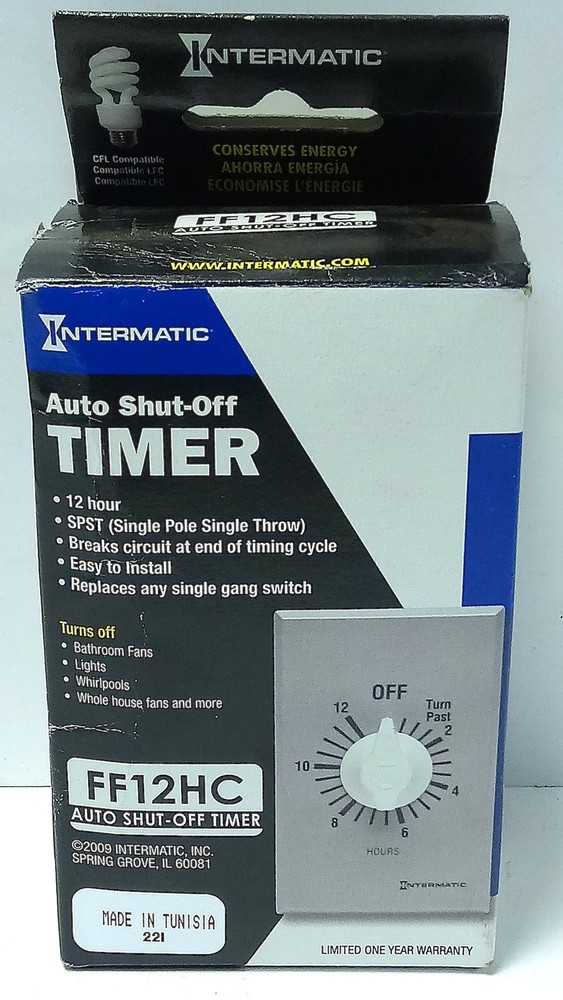 INTERMATIC
CFL Compatible
Compatible LFC
Compatible LFC
CONSERVES ENERGY
AHORRA ENERGÍA
ÉCONOMISE L'ÉNERGIE
FF12HC
AUTO SHUT-OFF TIMER
WWW.INTERMATIC.COM
INTERMATIC
Auto Shut-Off
TIMER
• 12 hour
• SPST (Single Pole Single Throw)
• Breaks circuit at end of timing cycle
• Easy to Install
• Replaces any single gang switch
Turns off
• Bathroom Fans
• Lights
• Whirlpools
• Whole house fans and more
OFF
12
Turn
Past
2
10
4
8
6
HOURS
INTERMATIC
FF12HC
AUTO SHUT-OFF TIMER
©2009 INTERMATIC, INC.
SPRING GROVE, IL 60081
MADE IN TUNISIA
22I
LIMITED ONE YEAR WARRANTY